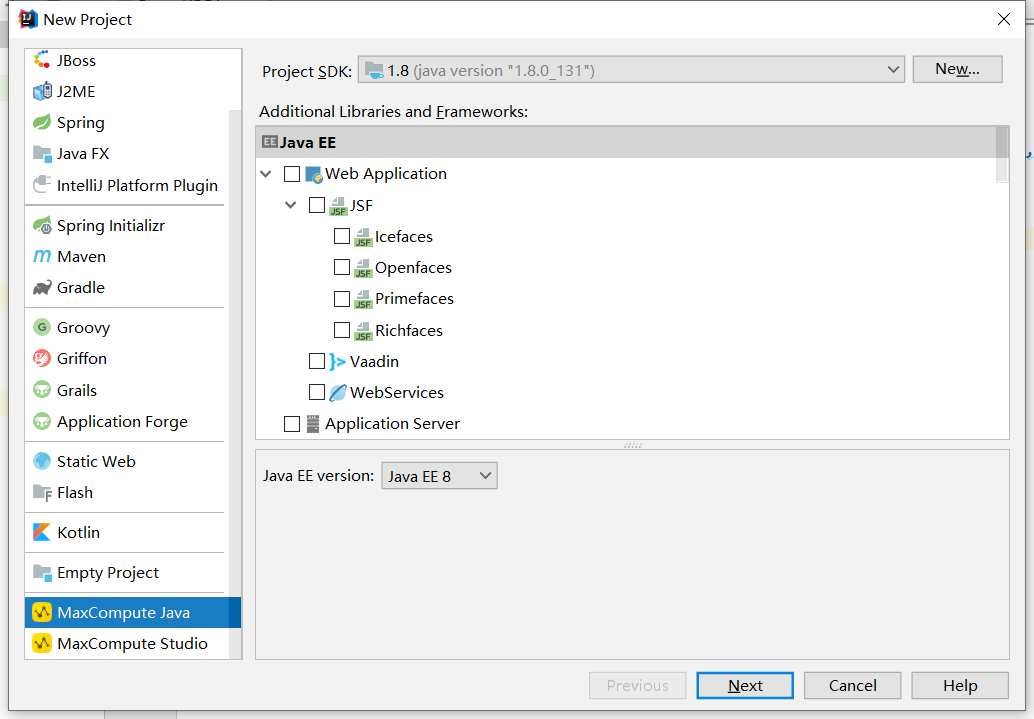 New Project
JBoss
J2ME
Spring
Java FX
IntelliJ Platform Plugin
Spring Initializr
Maven
Gradle
Groovy
Griffon
Grails
Application Forge
Static Web
Flash
Kotlin
Empty Project
MaxCompute Java
MaxCompute Studio
Project SDK: 1.8 (java version "1.8.0_131") New...
Additional Libraries and Frameworks:
Java EE
Web Application
JSF
Icefaces
Openfaces
Primefaces
Richfaces
Vaadin
WebServices
Application Server
Java EE version: Java EE 8
Previous Next Cancel Help